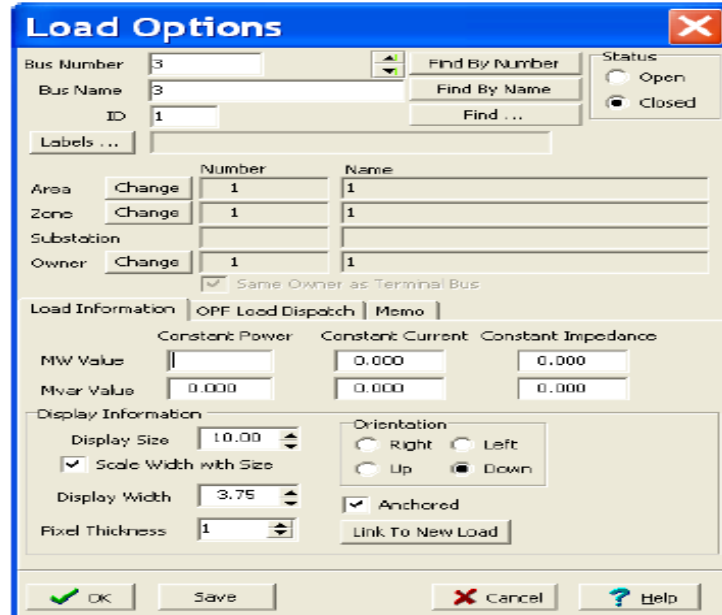 Load Options
Bus Number 3 Find By Number Status
Bus Name 3 Find By Name Open
ID 1 Find ... Closed
Labels ...
Number Name
Area Change 1 1
Zone Change 1 1
Substation
Owner Change 1 1
Same Owner as Terminal Bus
Load Information OPF Load Dispatch Memo
Constant Power Constant Current Constant Impedance
MW Value 0.000 0.000
Mvar Value 0.000 0.000 0.000
Display Information
Display Size 10.00 Orientation
Right Left
Scale Width with Size Up Down
Display Width 3.75 Anchored
Pixel Thickness 1 Link To New Load
OK Save Cancel ? Help